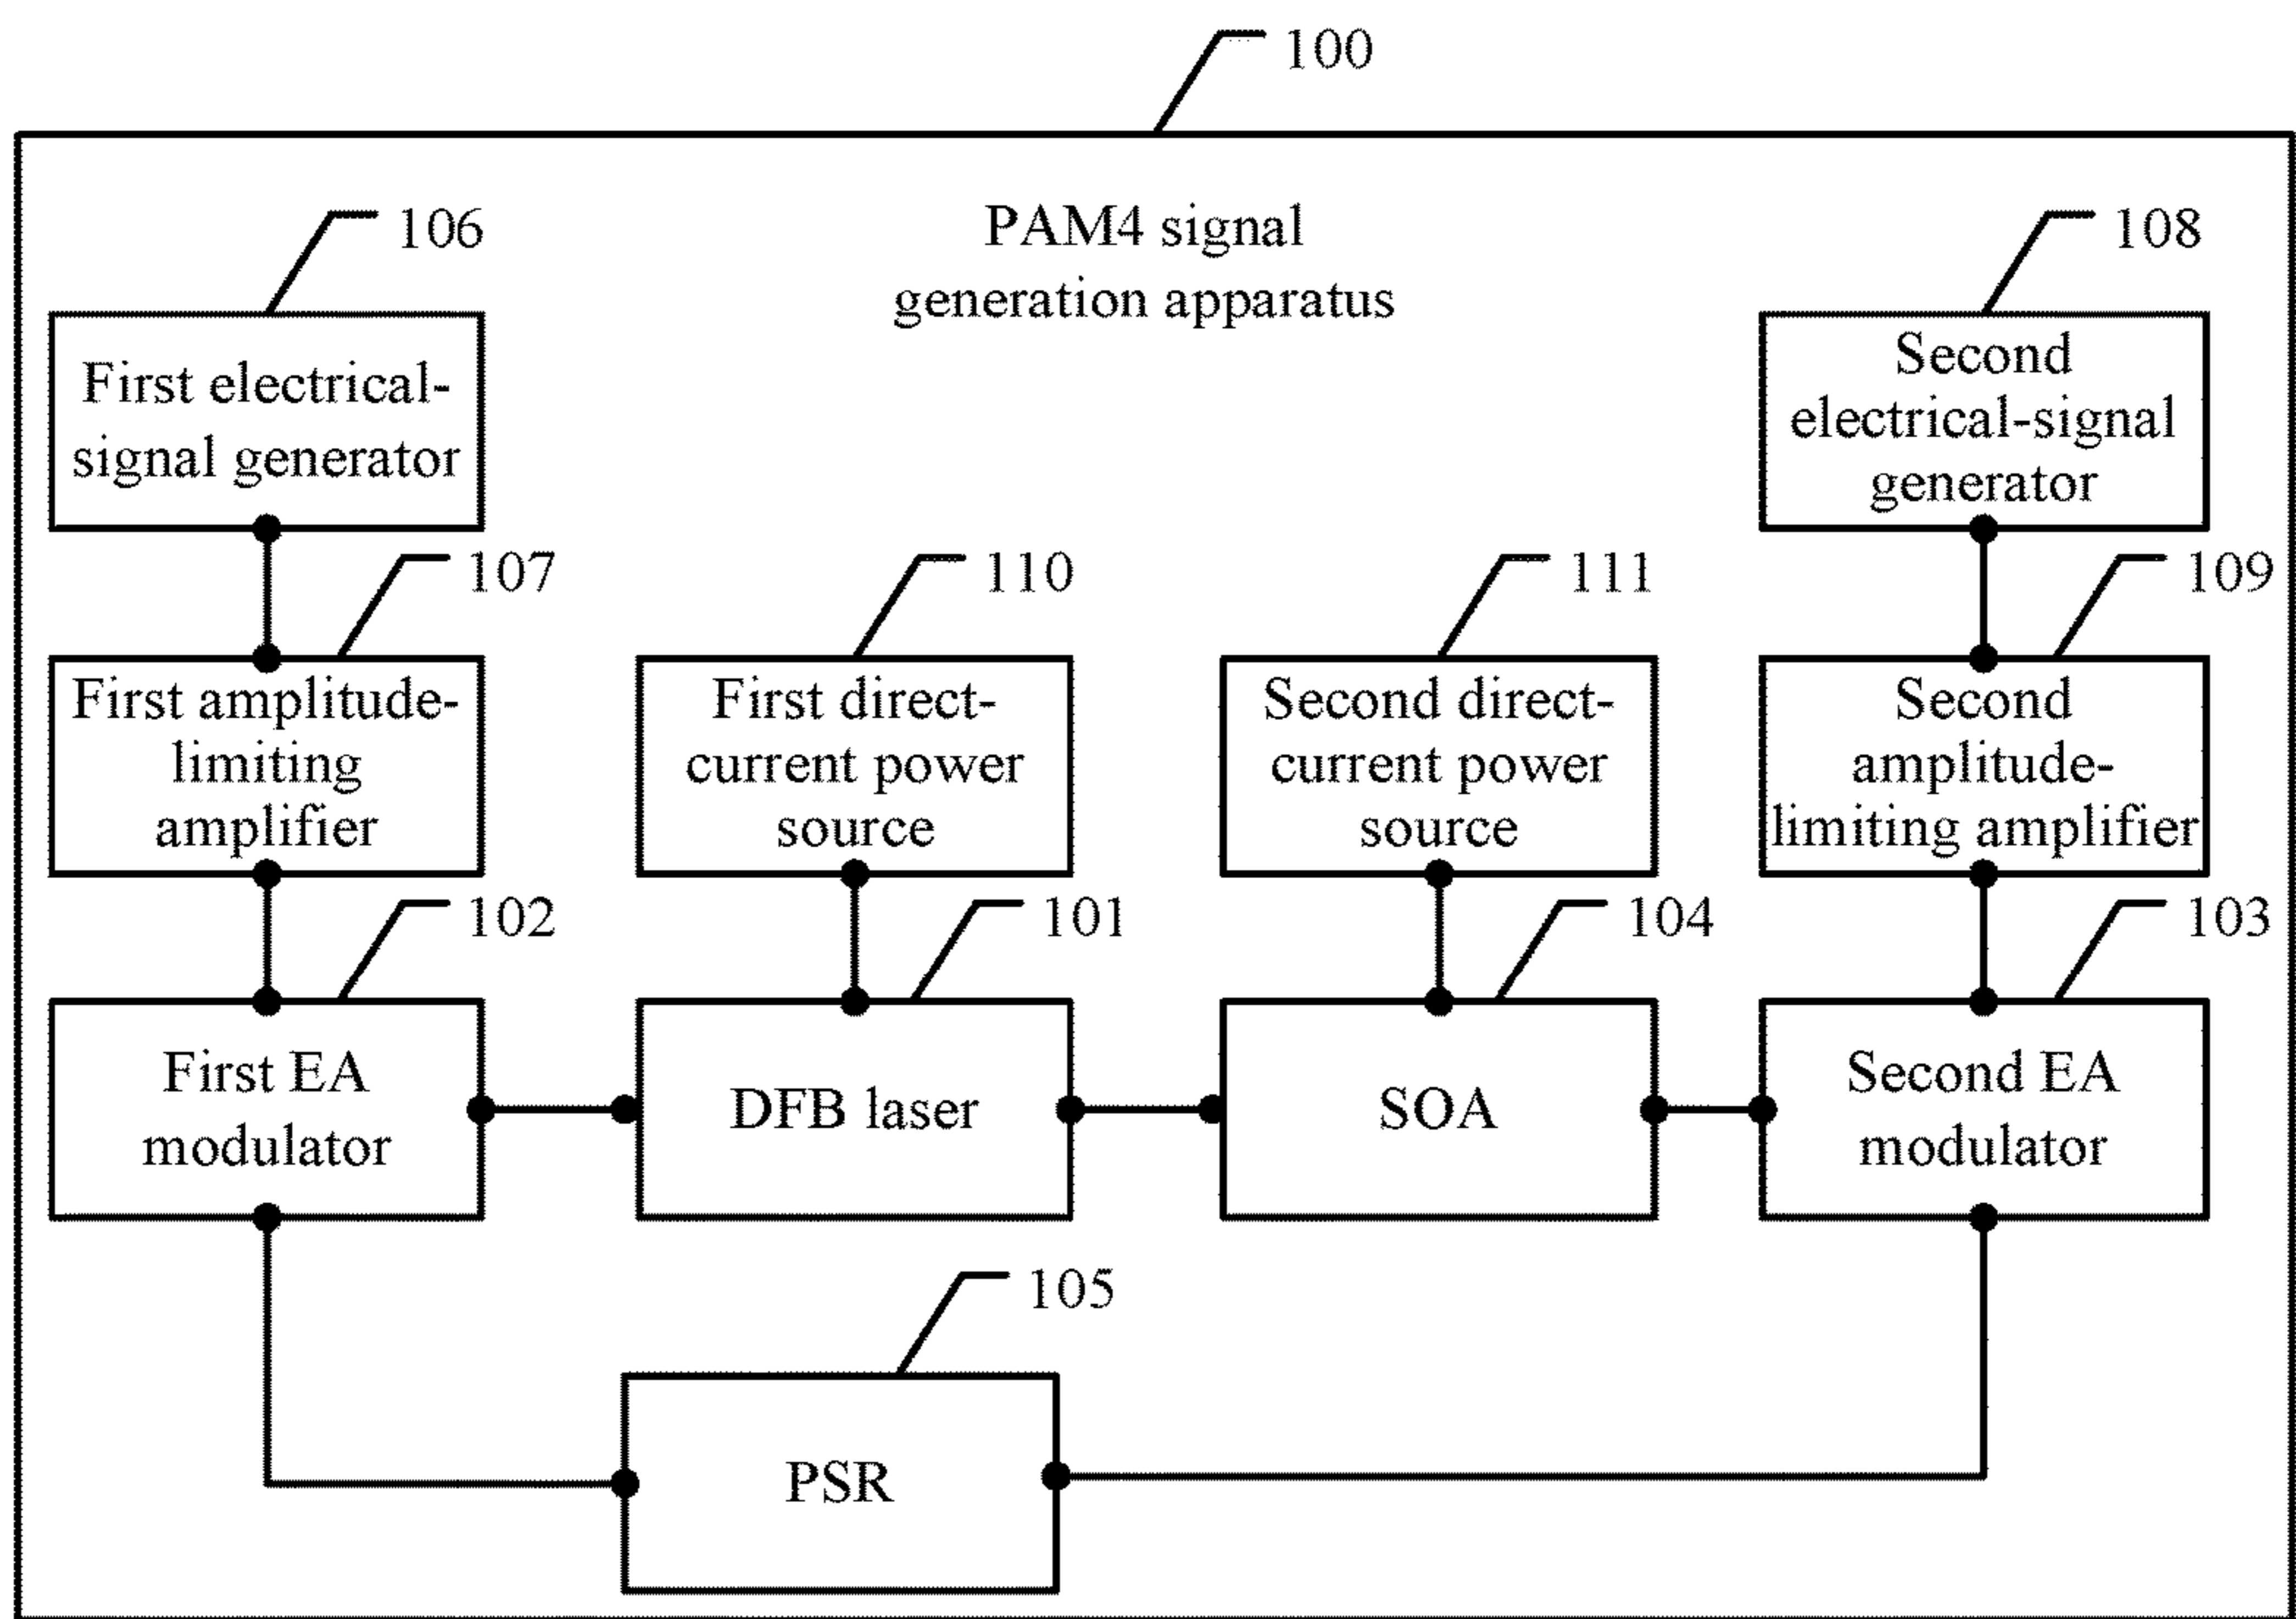 100
PAM4 signal
generation apparatus
106
First electrical-
signal generator
108
Second
electrical-signal
generator
107
First amplitude-
limiting
amplifier
110
First direct-
current power
source
111
Second direct-
current power
source
109
Second
amplitude-
limiting amplifier
102
First EA
modulator
101
DFB laser
104
SOA
103
Second EA
modulator
105
PSR